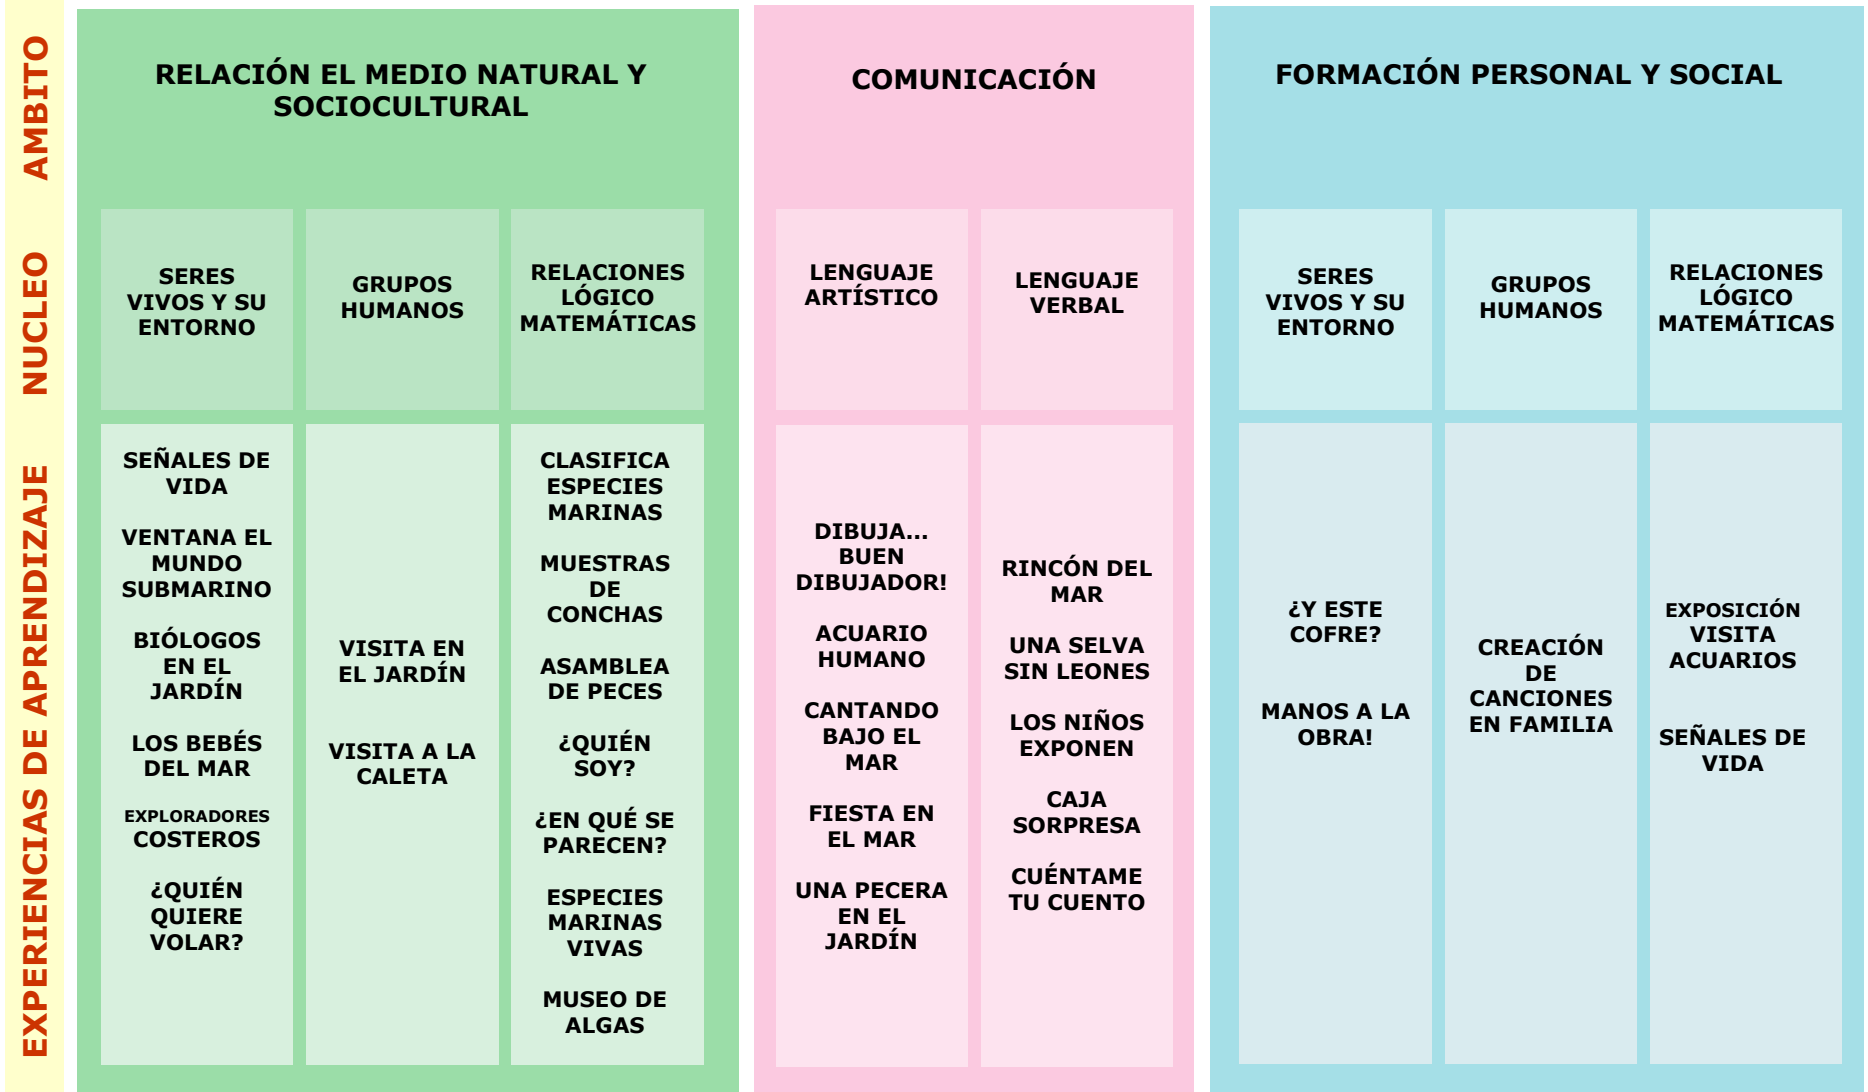 AMBITO
RELACIÓN EL MEDIO NATURAL Y
SOCIOCULTURAL
COMUNICACIÓN
FORMACIÓN PERSONAL Y SOCIAL
NUCLEO
SERES
VIVOS Y SU
ENTORNO
GRUPOS
HUMANOS
RELACIONES
LÓGICO
MATEMÁTICAS
LENGUAJE
ARTÍSTICO
LENGUAJE
VERBAL
SERES
VIVOS Y SU
ENTORNO
GRUPOS
HUMANOS
RELACIONES
LÓGICO
MATEMÁTICAS
EXPERIENCIAS DE APRENDIZAJE
SEÑALES DE
VIDA
VENTANA EL
MUNDO
SUBMARINO
BIÓLOGOS
EN EL
JARDÍN
LOS BEBÉS
DEL MAR
EXPLORADORES
COSTEROS
¿QUIÉN
QUIERE
VOLAR?
VISITA EN
EL JARDÍN
VISITA A LA
CALETA
CLASIFICA
ESPECIES
MARINAS
MUESTRAS
DE
CONCHAS
ASAMBLEA
DE PECES
¿QUIÉN
SOY?
¿EN QUÉ SE
PARECEN?
ESPECIES
MARINAS
VIVAS
MUSEO DE
ALGAS
DIBUJA...
BUEN
DIBUJADOR!
ACUARIO
HUMANO
CANTANDO
BAJO EL
MAR
FIESTA EN
EL MAR
UNA PECERA
EN EL
JARDÍN
RINCÓN DEL
MAR
UNA SELVA
SIN LEONES
LOS NIÑOS
EXPONEN
CAJA
SORPRESA
CUÉNTAME
TU CUENTO
¿Y ESTE
COFRE?
MANOS A LA
OBRA!
CREACIÓN
DE
CANCIONES
EN FAMILIA
EXPOSICIÓN
VISITA
ACUARIOS
SEÑALES DE
VIDA